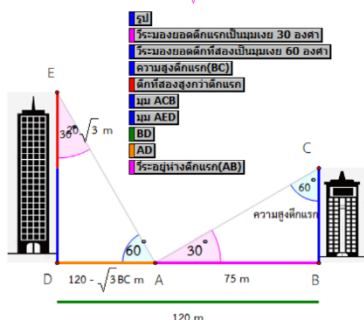 รูป
วีระมองยอดตึกแรกเป็นมุมเงย 30 องศา
วีระมองยอดตึกที่สองเป็นมุมเงย 60 องศา
ความสูงตึกแรก(BC)
ตึกที่สองสูงกว่าตึกแรก
มุม ACB
มุม AED
BD
AD
วีระอยู่ห่างตึกแรก(AB)
E
30°
√3 m
C
60°
ความสูงตึกแรก
60°
30°
D
120 - √3BC m
A
75 m
B
120 m